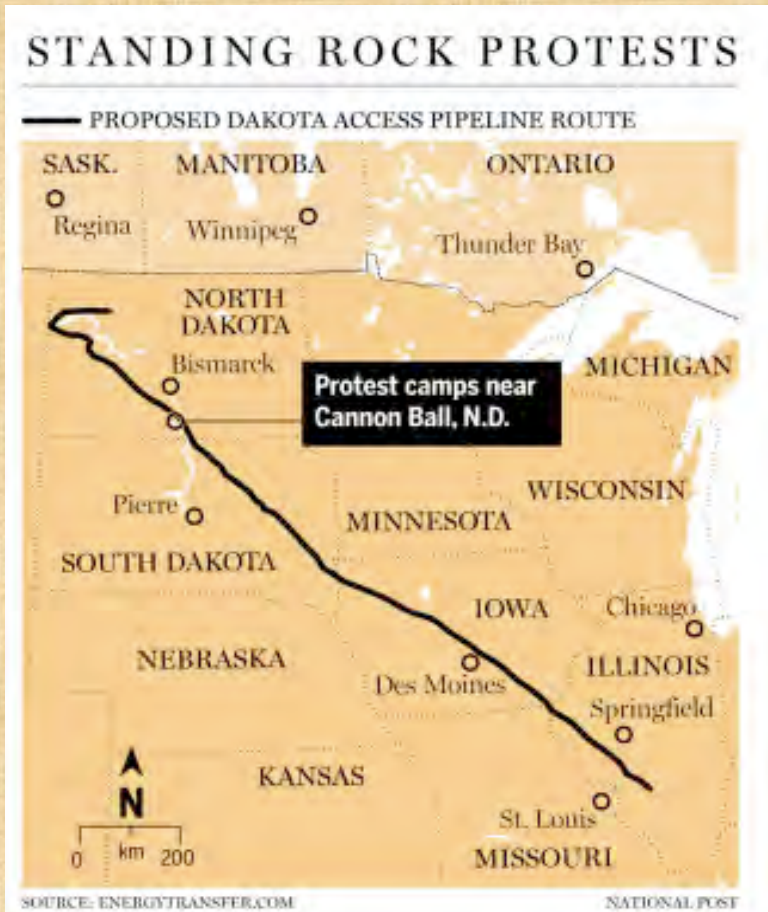 STANDING ROCK PROTESTS
PROPOSED DAKOTA ACCESS PIPELINE ROUTE
SASK.
MANITOBA
ONTARIO
Regina
Winnipeg
Thunder Bay
NORTH
DAKOTA
Bismarck
MICHIGAN
Protest camps near
Cannon Ball, N.D.
WISCONSIN
Pierre
MINNESOTA
SOUTH DAKOTA
IOWA
Chicago
NEBRASKA
ILLINOIS
Des Moines
Springfield
KANSAS
N
0 km 200
St. Louis
MISSOURI
SOURCE: ENERGYTRANSFER.COM
NATIONAL POST